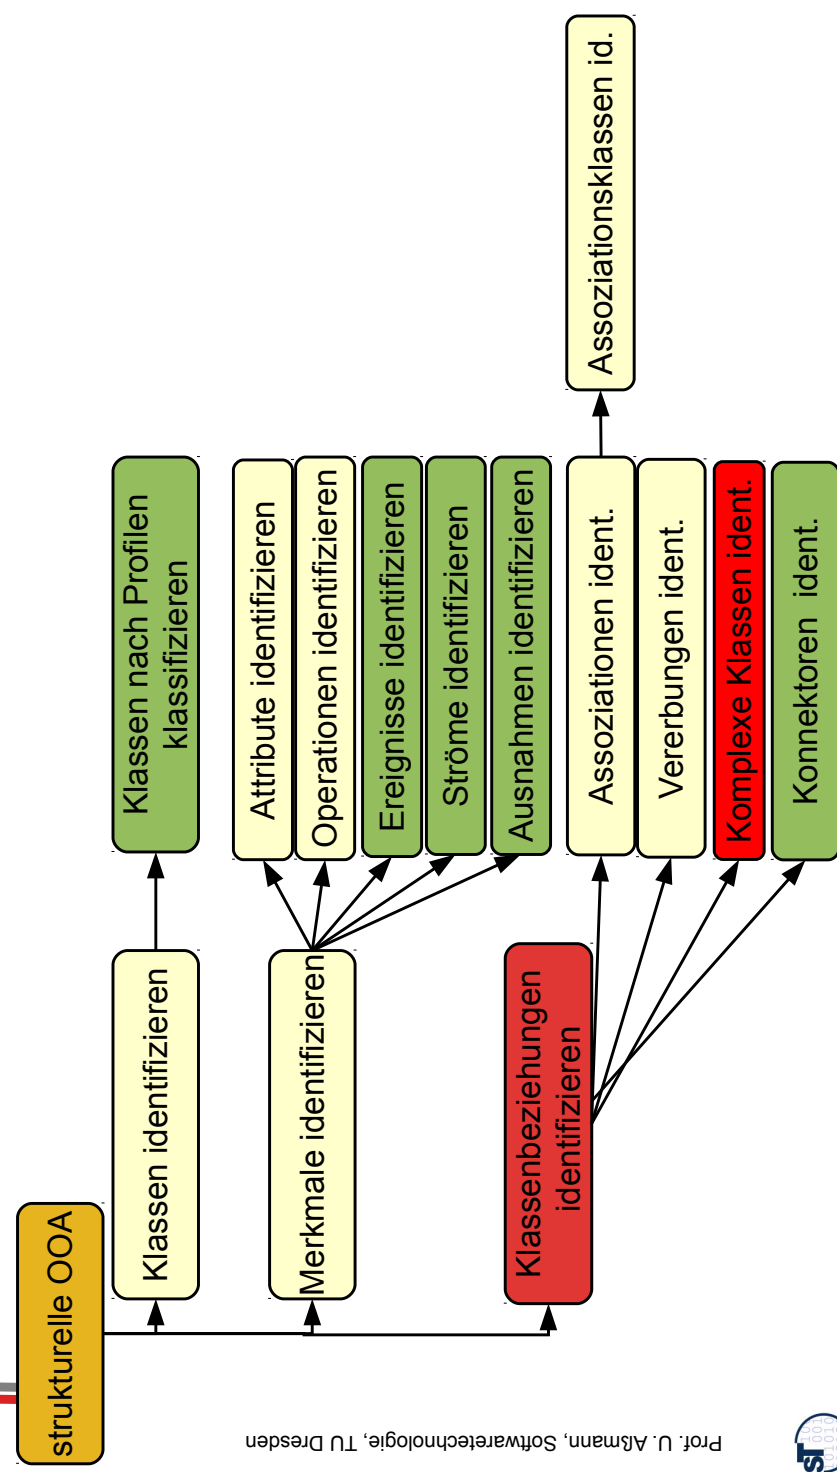 strukturelle OOA
Klassen identifizieren
Klassen nach Profilen
klassifizieren
Merkmale identifizieren
Attribute identifizieren
Operationen identifizieren
Ereignisse identifizieren
Ströme identifizieren
Ausnahmen identifizieren
Klassenbeziehungen
identifizieren
Assoziationen ident.
Assoziationsklassen id.
Vererbungen ident.
Komplexe Klassen ident.
Konnektoren ident.
Prof. U. Aßmann, Softwaretechnologie, TU Dresden
ST